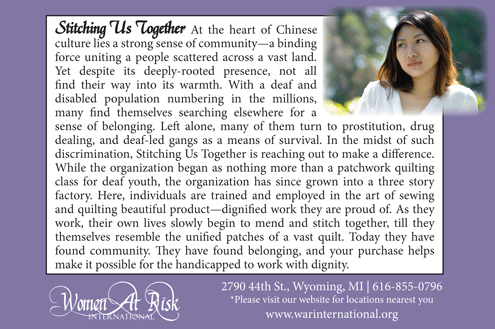 Stitching Us Together At the heart of Chinese
culture lies a strong sense of community—a binding
force uniting a people scattered across a vast land.
Yet despite its deeply-rooted presence, not all
find their way into its warmth. With a deaf and
disabled population numbering in the millions,
many find themselves searching elsewhere for a
sense of belonging. Left alone, many of them turn to prostitution, drug
dealing, and deaf-led gangs as a means of survival. In the midst of such
discrimination, Stitching Us Together is reaching out to make a difference.
While the organization began as nothing more than a patchwork quilting
class for deaf youth, the organization has since grown into a three story
factory. Here, individuals are trained and employed in the art of sewing
and quilting beautiful product—dignified work they are proud of. As they
work, their own lives slowly begin to mend and stitch together, till they
themselves resemble the unified patches of a vast quilt. Today they have
found community. They have found belonging, and your purchase helps
make it possible for the handicapped to work with dignity.
Women At Risk
INTERNATIONAL
2790 44th St., Wyoming, MI | 616-855-0796
*Please visit our website for locations nearest you
www.warinternational.org